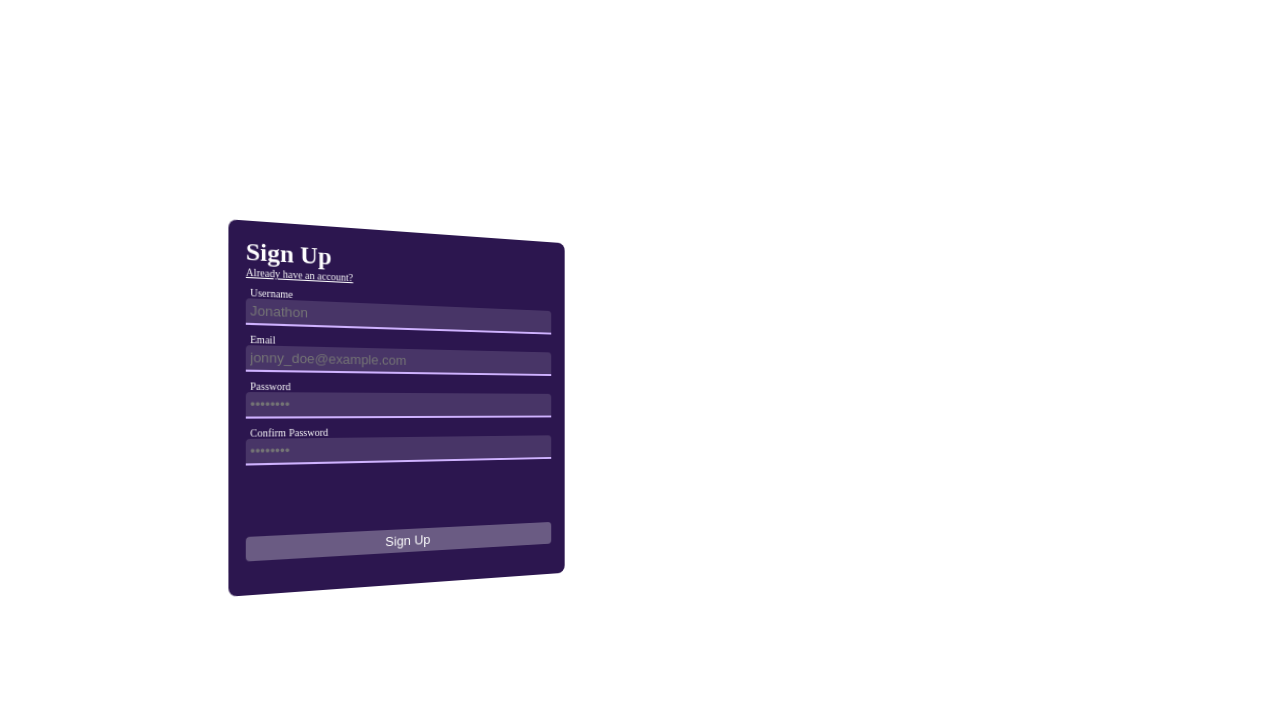 Sign Up
Already have an account?
Username
Jonathon
Email
jonny_doe@example.com
Password
••••••••
Confirm Password
••••••••
Sign Up